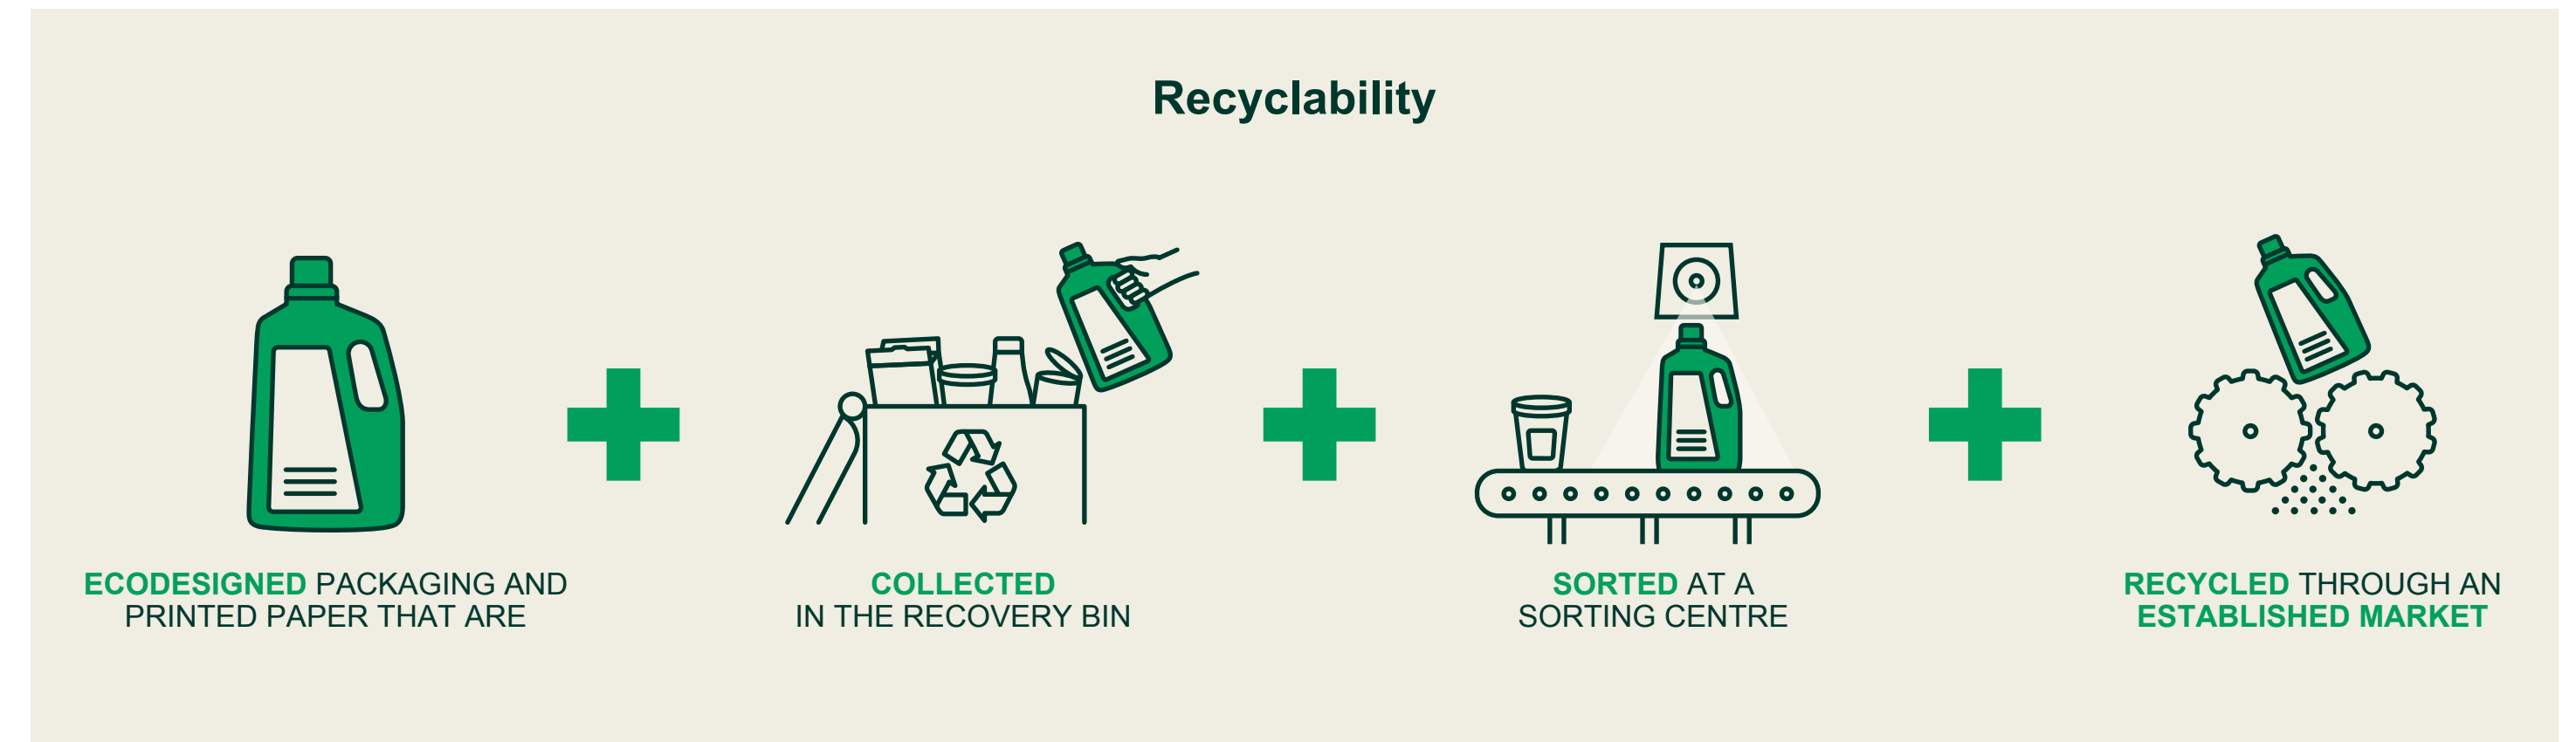 Recyclability
ECODESIGNED PACKAGING AND
PRINTED PAPER THAT ARE
COLLECTED
IN THE RECOVERY BIN
SORTED AT A
SORTING CENTRE
RECYCLED THROUGH AN
ESTABLISHED MARKET